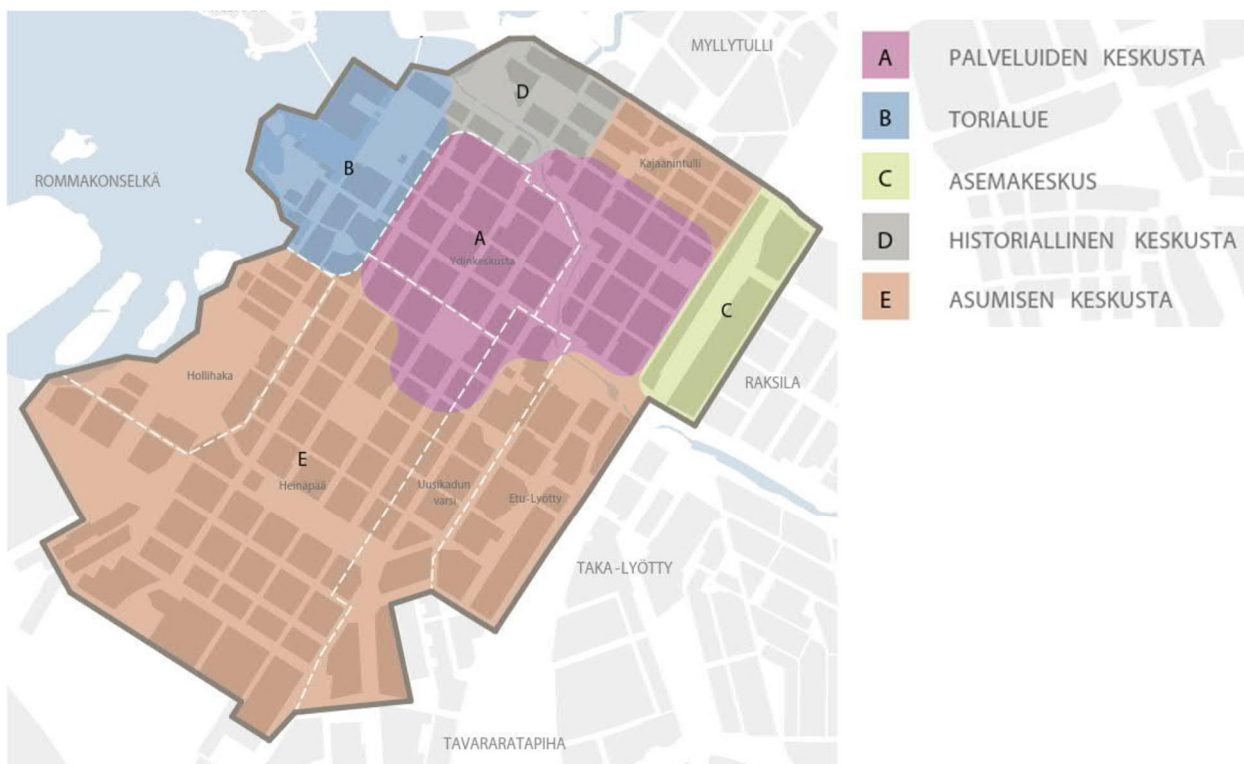 MYLLYTULLI
D
Kajaanintulli
B
ROMMAKONSELKÄ
A
Ydinkeskusta
C
Hollihaka
RAKSILA
E
Heinäpää
Uusikadun
varsi
Etu-Lyötty
TAKA-LYÖTTY
TAVARARATAPIHA
A PALVELUIDEN KESKUSTA
B TORIALUE
C ASEMAKESKUS
D HISTORIALLINEN KESKUSTA
E ASUMISEN KESKUSTA